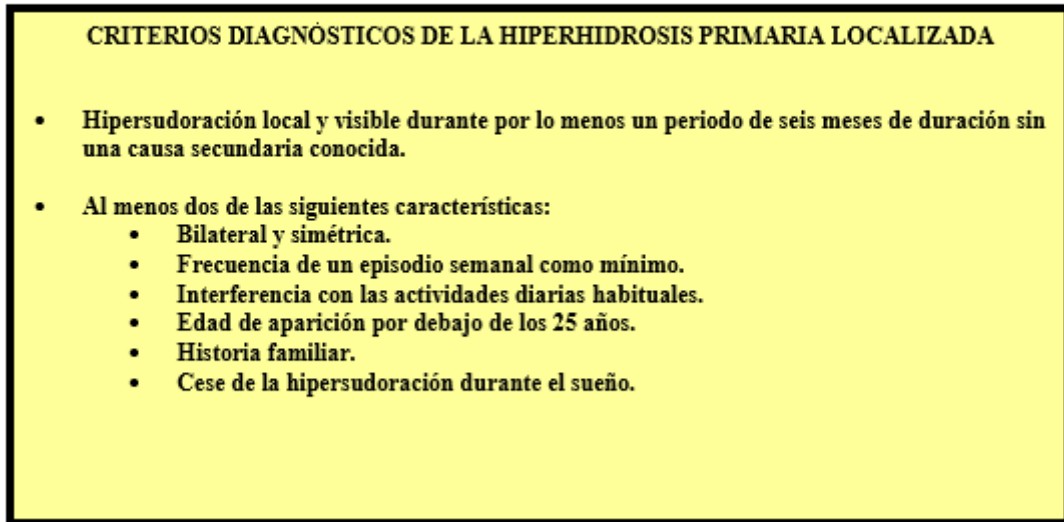 CRITERIOS DIAGNÓSTICOS DE LA HIPERHIDROSIS PRIMARIA LOCALIZADA
• Hipersudoración local y visible durante por lo menos un periodo de seis meses de duración sin
una causa secundaria conocida.
• Al menos dos de las siguientes características:
• Bilateral y simétrica.
• Frecuencia de un episodio semanal como mínimo.
• Interferencia con las actividades diarias habituales.
• Edad de aparición por debajo de los 25 años.
• Historia familiar.
• Cese de la hipersudoración durante el sueño.